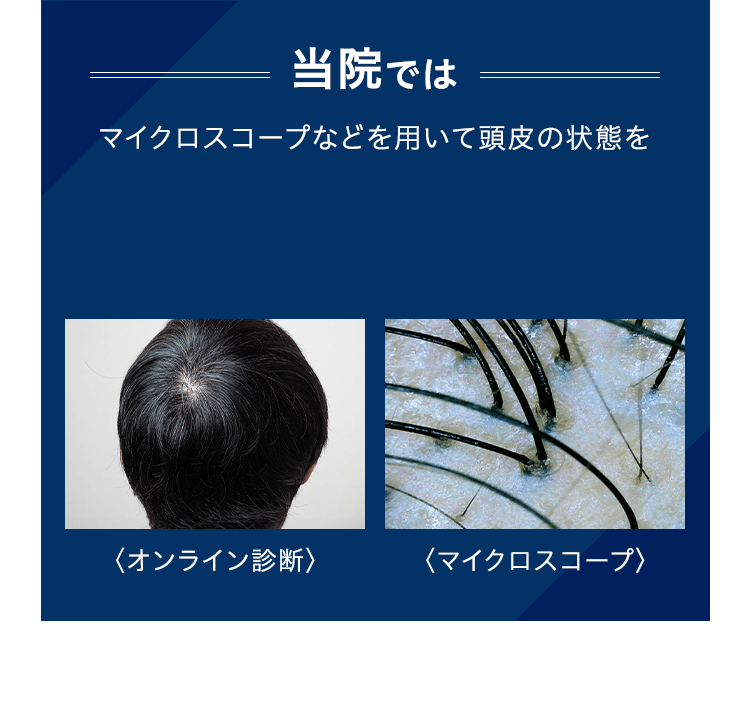 当院では
マイクロスコープなどを用いて頭皮の状態を
〈オンライン診断〉
〈マイクロスコープ〉